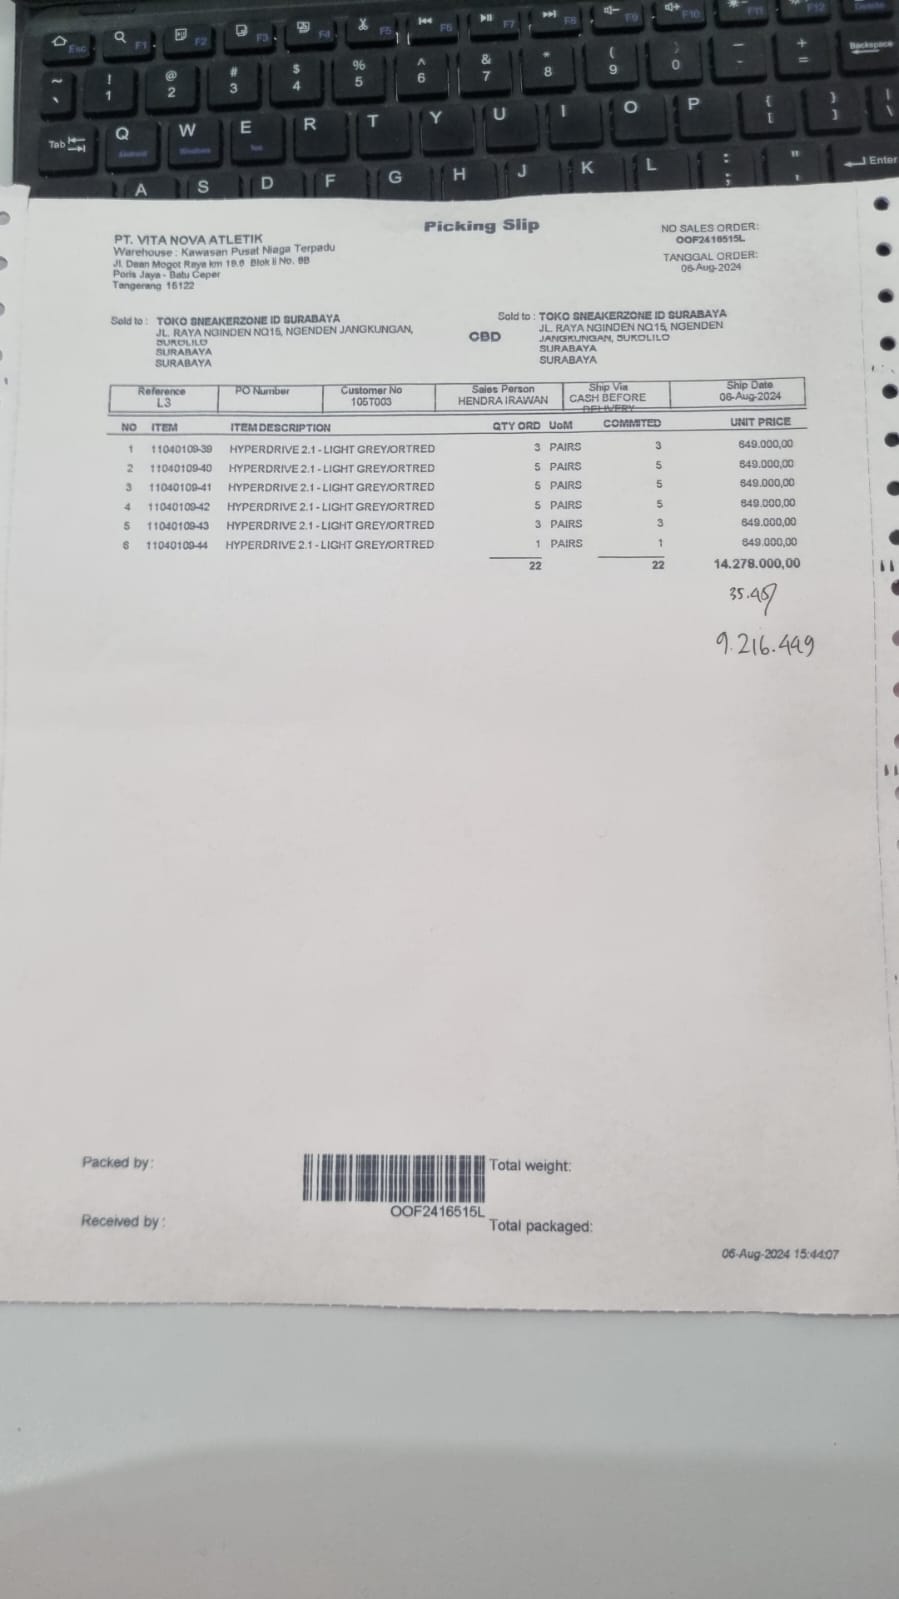 Esc F1 F2 F3 F4 F5 F6 F7 F8 F9 F10 F11 F12 Delete
~ ` ! 1 @ 2 # 3 $ 4 % 5 ^ 6 & 7 * 8 ( 9 ) 0 _ - + = Backspace
Tab Q W E R T Y U I O P { [ } ] | \
A S D F G H J K L : ; " ' Enter
Picking Slip
PT. VITA NOVA ATLETIK
Warehouse : Kawasan Pusat Niaga Terpadu
Jl. Daan Mogot Raya km 19.6 Blok II No. 8B
Poris Jaya - Batu Ceper
Tangerang 15122
NO SALES ORDER:
OOF2416515L
TANGGAL ORDER:
06-Aug-2024
Sold to : TOKO SNEAKERZONE ID SURABAYA
JL. RAYA NGINDEN NO15, NGENDEN JANGKUNGAN,
SUKOLILO
SURABAYA
SURABAYA
CBD
Sold to : TOKO SNEAKERZONE ID SURABAYA
JL. RAYA NGINDEN NO15, NGENDEN
JANGKUNGAN, SUKOLILO
SURABAYA
SURABAYA
Reference PO Number Customer No Sales Person Ship Via Ship Date
L3 105T003 HENDRA IRAWAN CASH BEFORE DELIVERY 06-Aug-2024
NO ITEM ITEM DESCRIPTION QTY ORD UoM COMMITED UNIT PRICE
1 11040109-39 HYPERDRIVE 2.1 - LIGHT GREY/ORTRED 3 PAIRS 3 649.000,00
2 11040109-40 HYPERDRIVE 2.1 - LIGHT GREY/ORTRED 5 PAIRS 5 649.000,00
3 11040109-41 HYPERDRIVE 2.1 - LIGHT GREY/ORTRED 5 PAIRS 5 649.000,00
4 11040109-42 HYPERDRIVE 2.1 - LIGHT GREY/ORTRED 5 PAIRS 5 649.000,00
5 11040109-43 HYPERDRIVE 2.1 - LIGHT GREY/ORTRED 3 PAIRS 3 649.000,00
6 11040109-44 HYPERDRIVE 2.1 - LIGHT GREY/ORTRED 1 PAIRS 1 649.000,00
22 22 14.278.000,00
9.216.449
Packed by:
Total weight:
OOF2416515L
Received by :
Total packaged:
06-Aug-2024 15:44:07